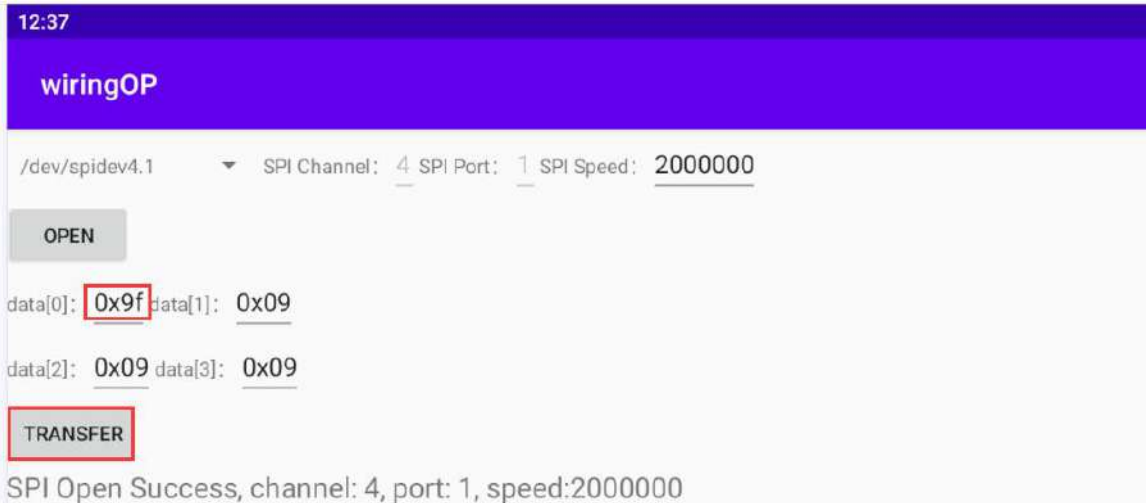 12:37
wiringOP
/dev/spidev4.1 SPI Channel: 4 SPI Port: 1 SPI Speed: 2000000
OPEN
data[0]: 0x9f data[1]: 0x09
data[2]: 0x09 data[3]: 0x09
TRANSFER
SPI Open Success, channel: 4, port: 1, speed:2000000